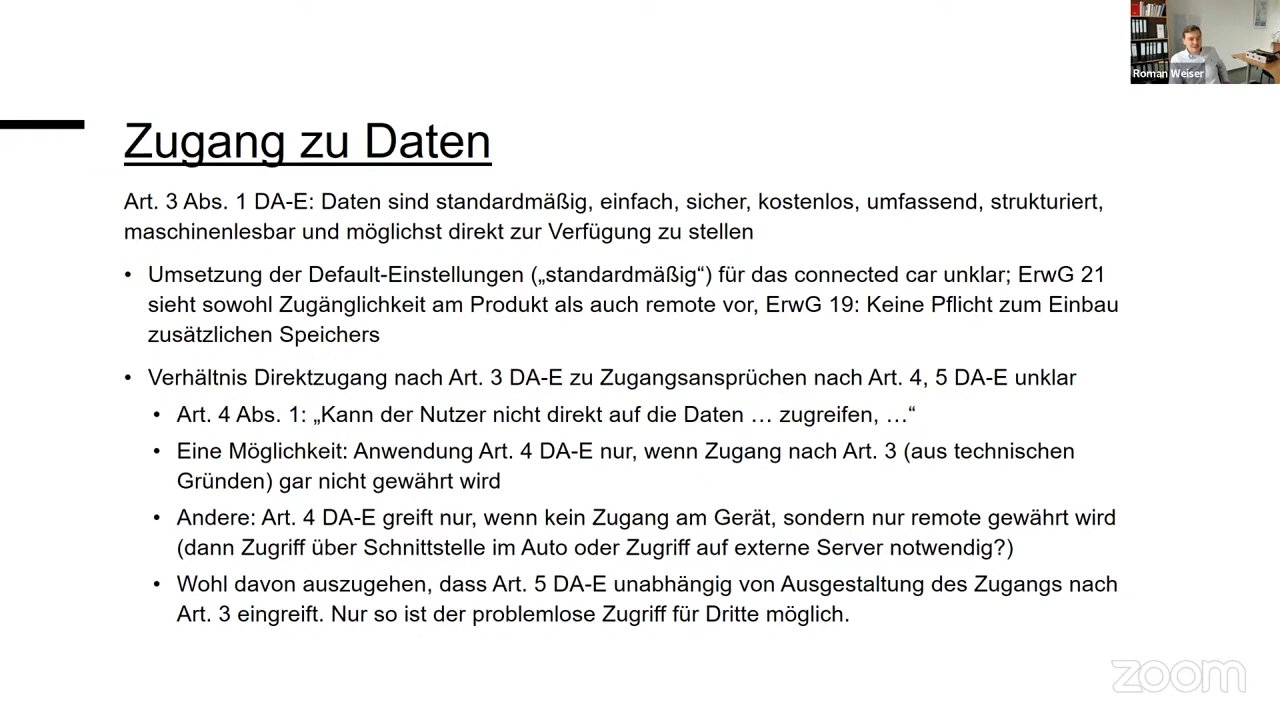 Roman Weiser
Zugang zu Daten
Art. 3 Abs. 1 DA-E: Daten sind standardmäßig, einfach, sicher, kostenlos, umfassend, strukturiert,
maschinenlesbar und möglichst direkt zur Verfügung zu stellen
• Umsetzung der Default-Einstellungen („standardmäßig“) für das connected car unklar; ErwG 21
sieht sowohl Zugänglichkeit am Produkt als auch remote vor, ErwG 19: Keine Pflicht zum Einbau
zusätzlichen Speichers
• Verhältnis Direktzugang nach Art. 3 DA-E zu Zugangsansprüchen nach Art. 4, 5 DA-E unklar
• Art. 4 Abs. 1: „Kann der Nutzer nicht direkt auf die Daten … zugreifen, …“
• Eine Möglichkeit: Anwendung Art. 4 DA-E nur, wenn Zugang nach Art. 3 (aus technischen
Gründen) gar nicht gewährt wird
• Andere: Art. 4 DA-E greift nur, wenn kein Zugang am Gerät, sondern nur remote gewährt wird
(dann Zugriff über Schnittstelle im Auto oder Zugriff auf externe Server notwendig?)
• Wohl davon auszugehen, dass Art. 5 DA-E unabhängig von Ausgestaltung des Zugangs nach
Art. 3 eingreift. Nur so ist der problemlose Zugriff für Dritte möglich.
zoom